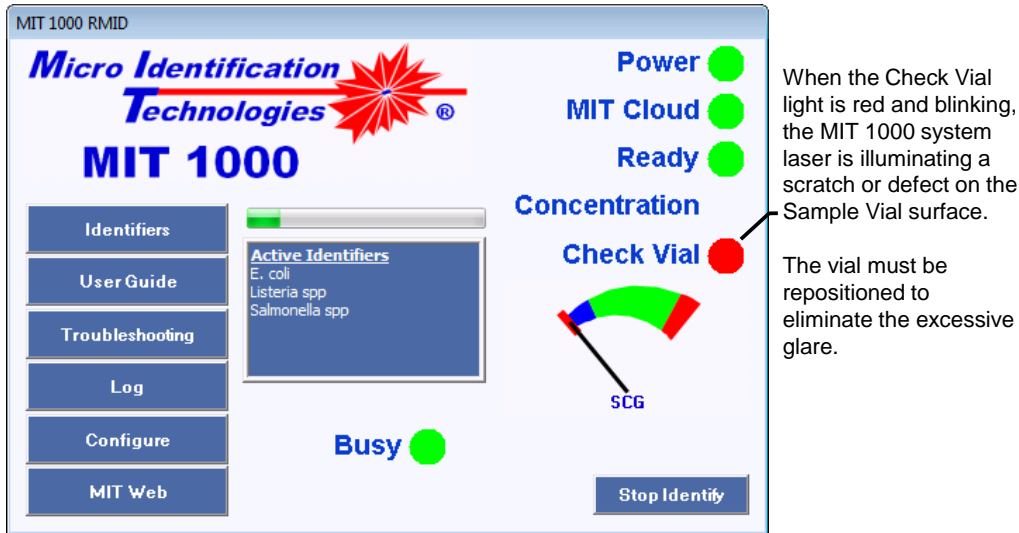 MIT 1000 RMID
Micro Identification
Technologies ®
MIT 1000
Identifiers
User Guide
Troubleshooting
Log
Configure
MIT Web
Active Identifiers
E. coli
Listeria spp
Salmonella spp
Busy
Power
MIT Cloud
Ready
Concentration
Check Vial
SCG
Stop Identify
When the Check Vial
light is red and blinking,
the MIT 1000 system
laser is illuminating a
scratch or defect on the
Sample Vial surface.
The vial must be
repositioned to
eliminate the excessive
glare.